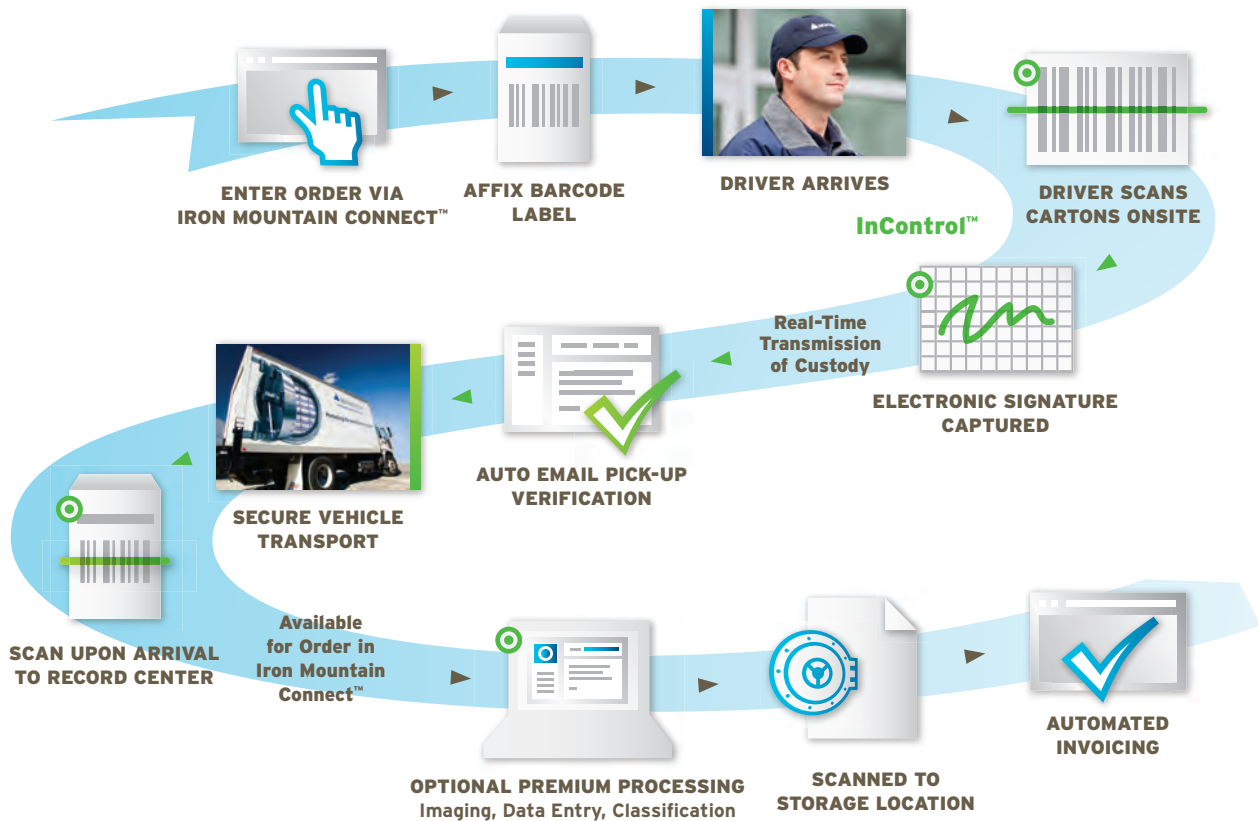 ENTER ORDER VIA
IRON MOUNTAIN CONNECT™
AFFIX BARCODE
LABEL
DRIVER ARRIVES
DRIVER SCANS
CARTONS ONSITE
InControl™
ELECTRONIC SIGNATURE
CAPTURED
Real-Time
Transmission
of Custody
AUTO EMAIL PICK-UP
VERIFICATION
SECURE VEHICLE
TRANSPORT
SCAN UPON ARRIVAL
TO RECORD CENTER
Available
for Order in
Iron Mountain
Connect™
OPTIONAL PREMIUM PROCESSING
Imaging, Data Entry, Classification
SCANNED TO
STORAGE LOCATION
AUTOMATED
INVOICING